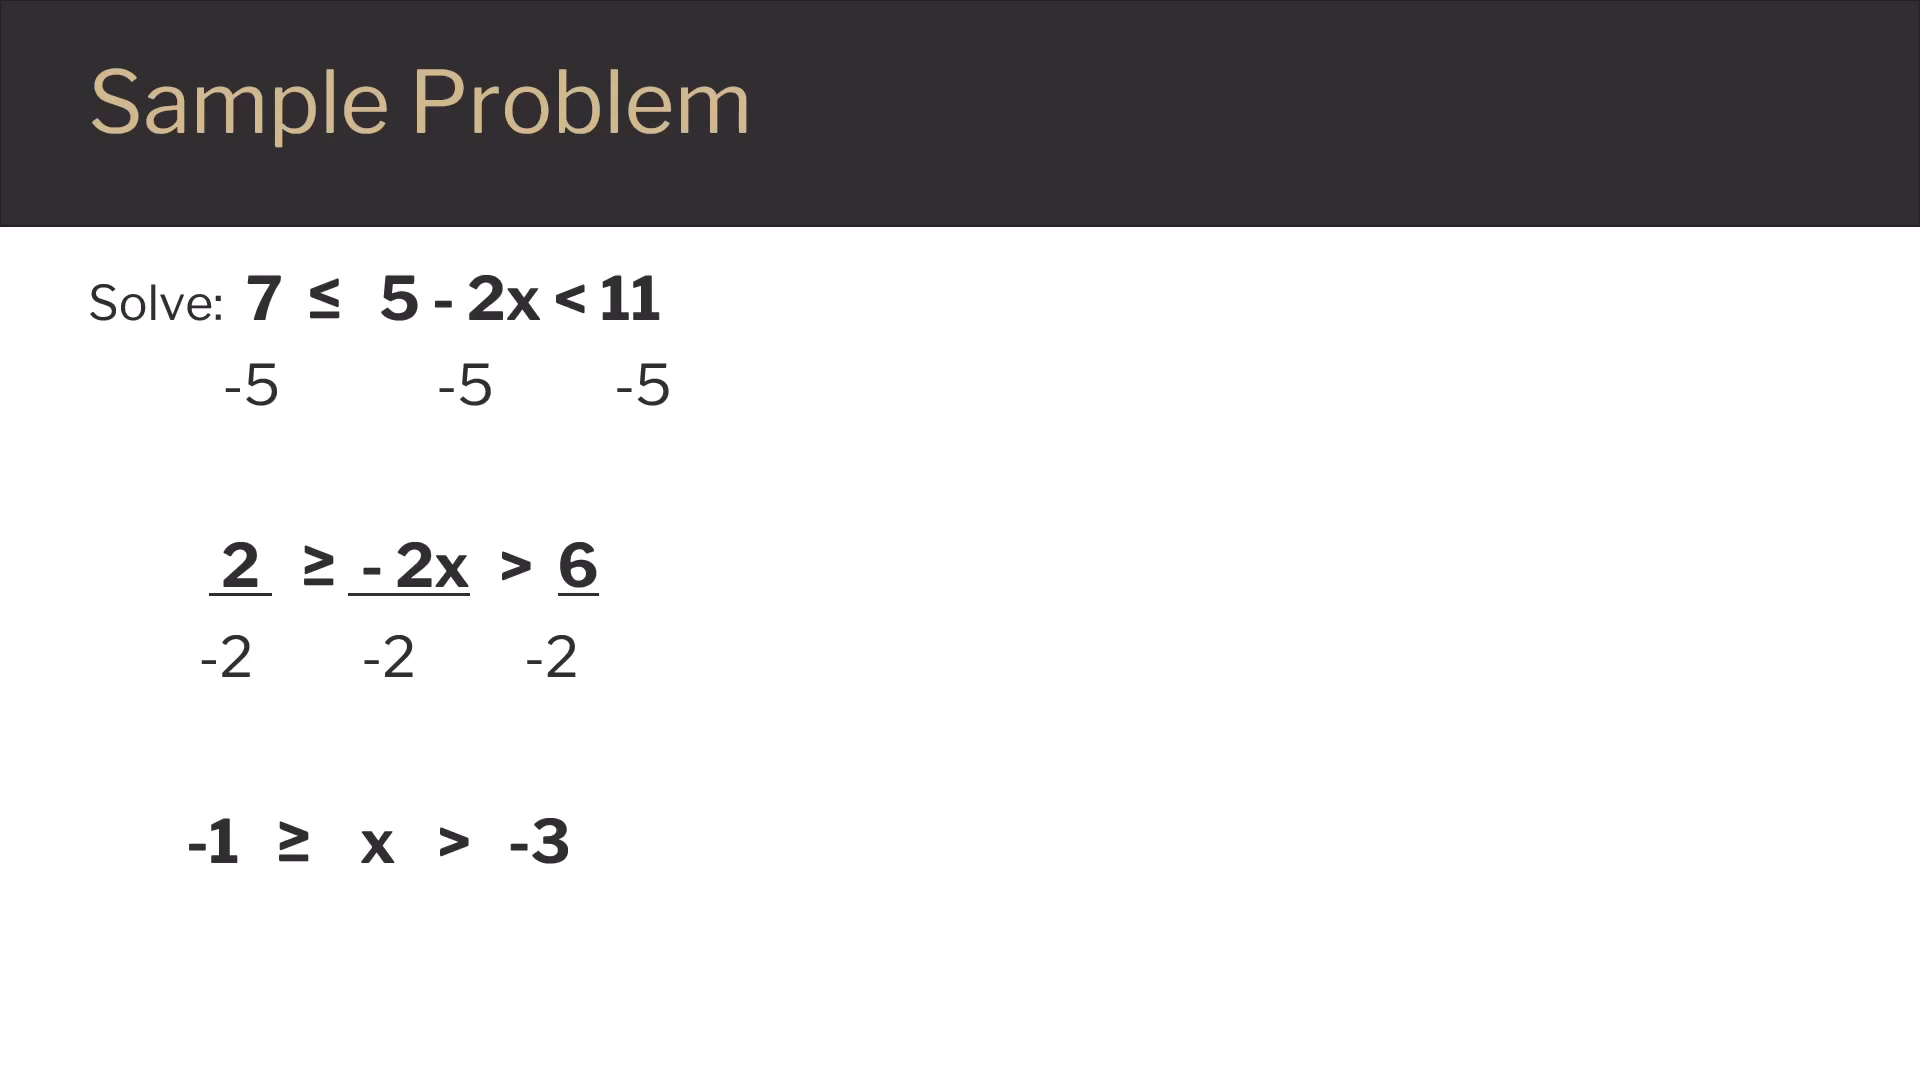 Sample Problem
Solve: 7 ≤ 5 - 2x < 11
-5 -5 -5
2 ≥ - 2x > 6
-2 -2 -2
-1 ≥ x > -3